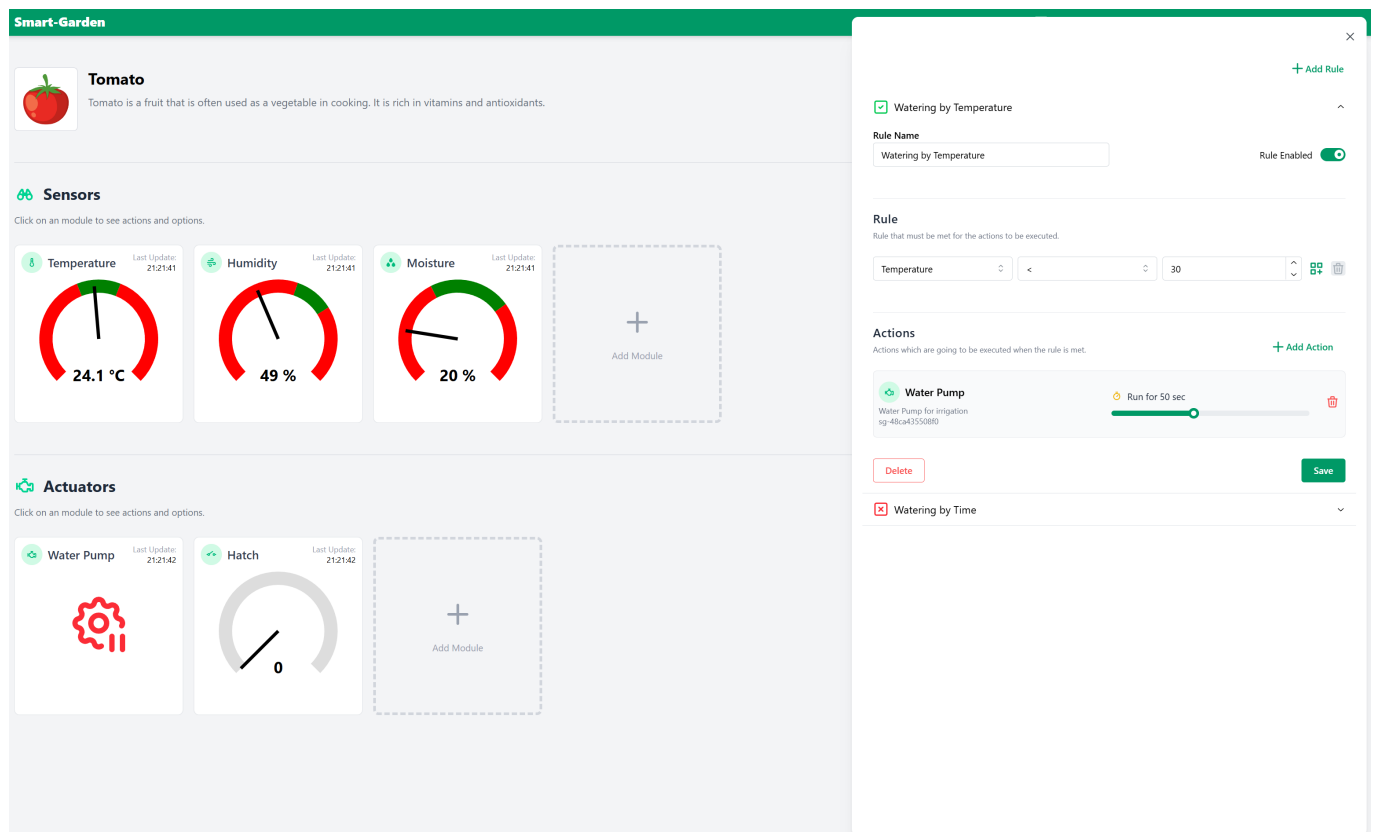 Smart-Garden
Tomato
Tomato is a fruit that is often used as a vegetable in cooking. It is rich in vitamins and antioxidants.
Sensors
Click on an module to see actions and options.
Temperature
Last Update:
21:21:41
24.1 °C
Humidity
Last Update:
21:21:41
49 %
Moisture
Last Update:
21:21:41
20 %
Add Module
Actuators
Click on an module to see actions and options.
Water Pump
Last Update:
21:21:42
Hatch
Last Update:
21:21:42
0
Add Module
Add Rule
Watering by Temperature
Rule Name
Watering by Temperature
Rule Enabled
Rule
Rule that must be met for the actions to be executed.
Temperature
<
30
Actions
Actions which are going to be executed when the rule is met.
Add Action
Water Pump
Water Pump for irrigation
sg-48ca435508f0
Run for 50 sec
Delete
Save
Watering by Time